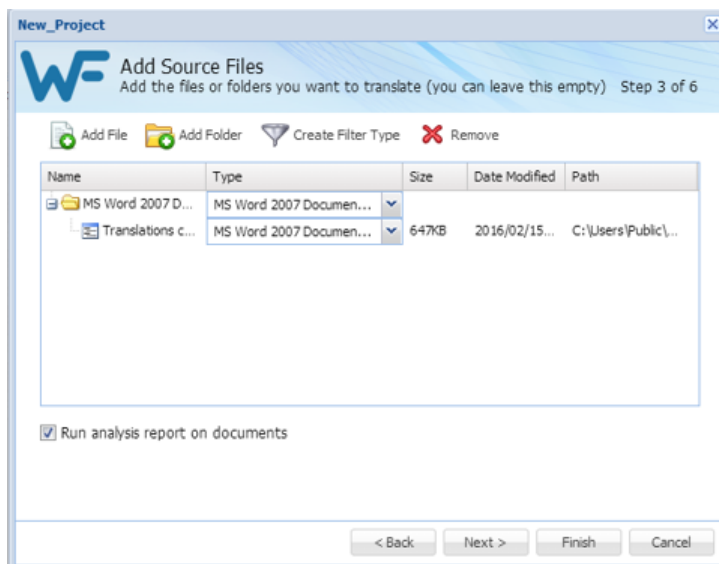 New_Project
WF
Add Source Files
Add the files or folders you want to translate (you can leave this empty) Step 3 of 6
Add File Add Folder Create Filter Type Remove
Name Type Size Date Modified Path
MS Word 2007 D... MS Word 2007 Documen...
Translations c... MS Word 2007 Documen... 647KB 2016/02/15... C:\Users\Public\...
Run analysis report on documents
< Back Next > Finish Cancel